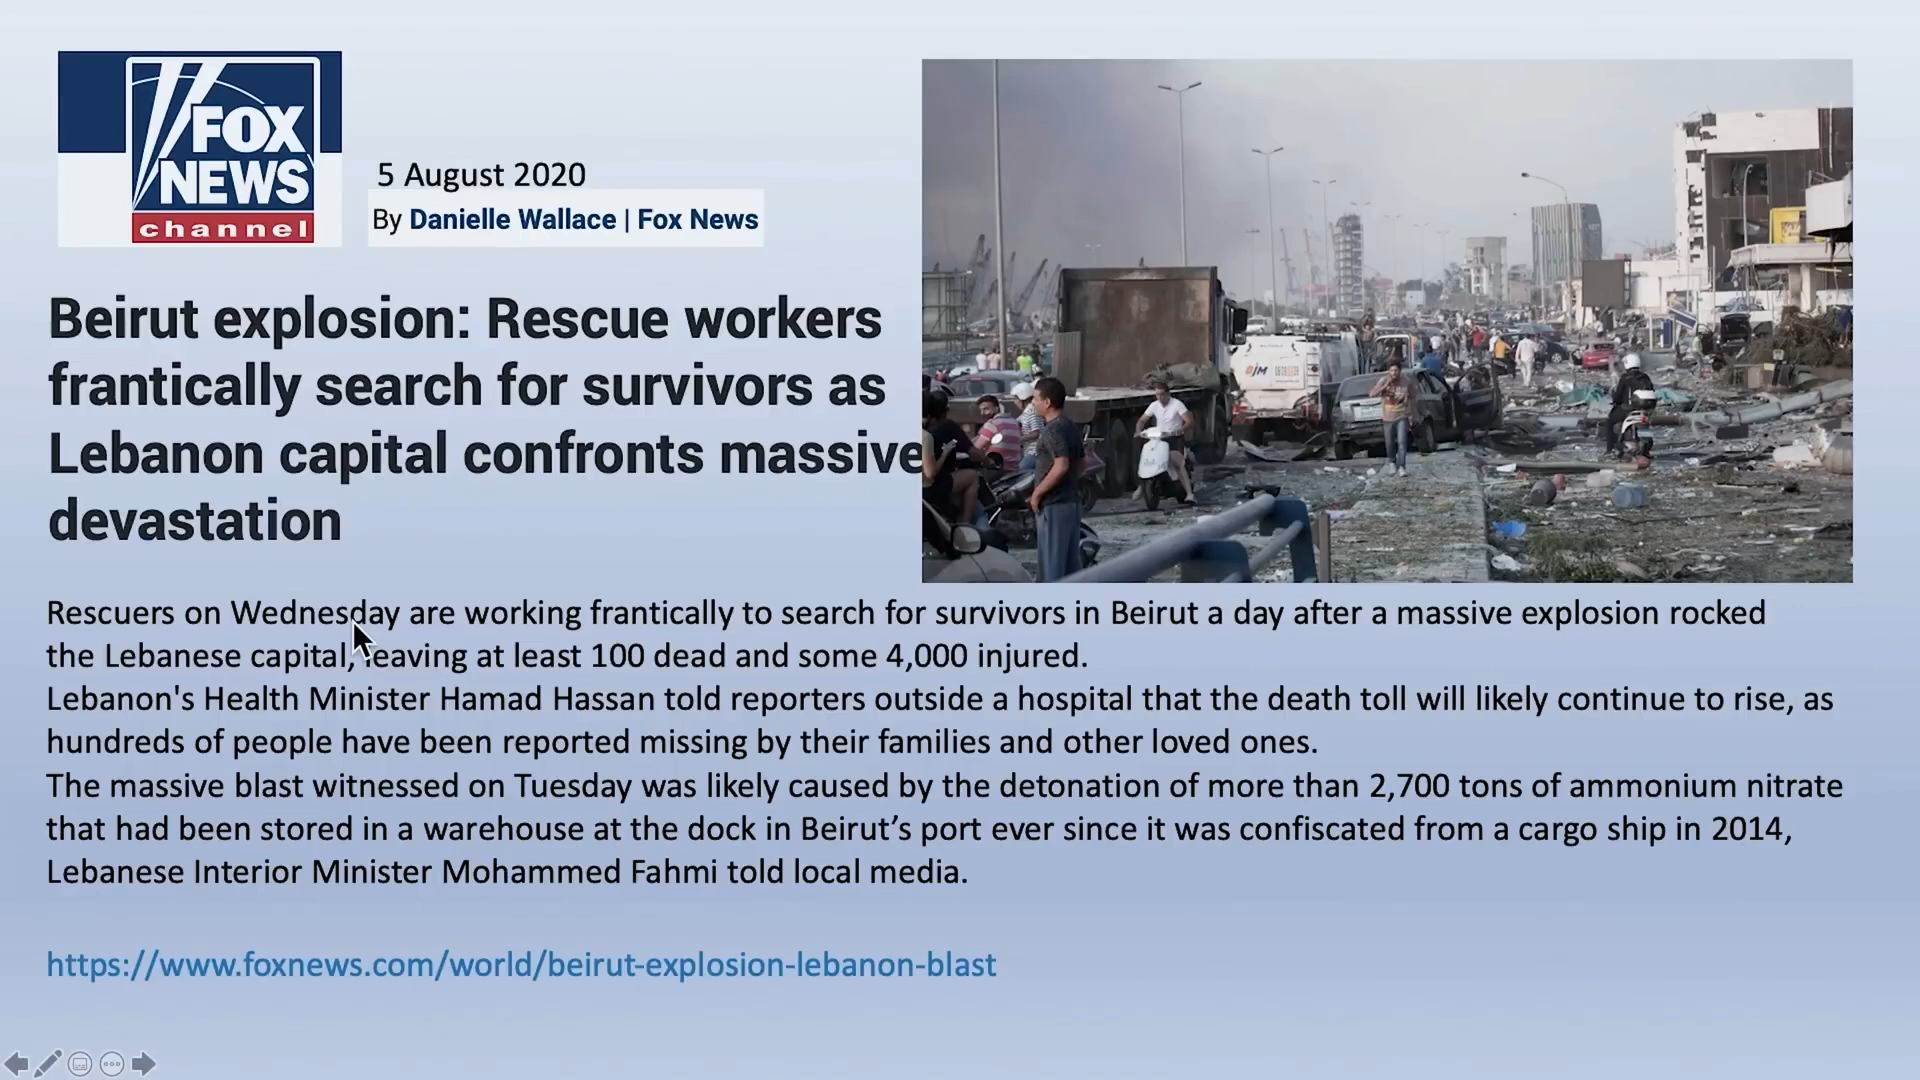 FOX
NEWS
channel
5 August 2020
By Danielle Wallace | Fox News
Beirut explosion: Rescue workers
frantically search for survivors as
Lebanon capital confronts massive
devastation
Rescuers on Wednesday are working frantically to search for survivors in Beirut a day after a massive explosion rocked
the Lebanese capital, leaving at least 100 dead and some 4,000 injured.
Lebanon's Health Minister Hamad Hassan told reporters outside a hospital that the death toll will likely continue to rise, as
hundreds of people have been reported missing by their families and other loved ones.
The massive blast witnessed on Tuesday was likely caused by the detonation of more than 2,700 tons of ammonium nitrate
that had been stored in a warehouse at the dock in Beirut’s port ever since it was confiscated from a cargo ship in 2014,
Lebanese Interior Minister Mohammed Fahmi told local media.
https://www.foxnews.com/world/beirut-explosion-lebanon-blast